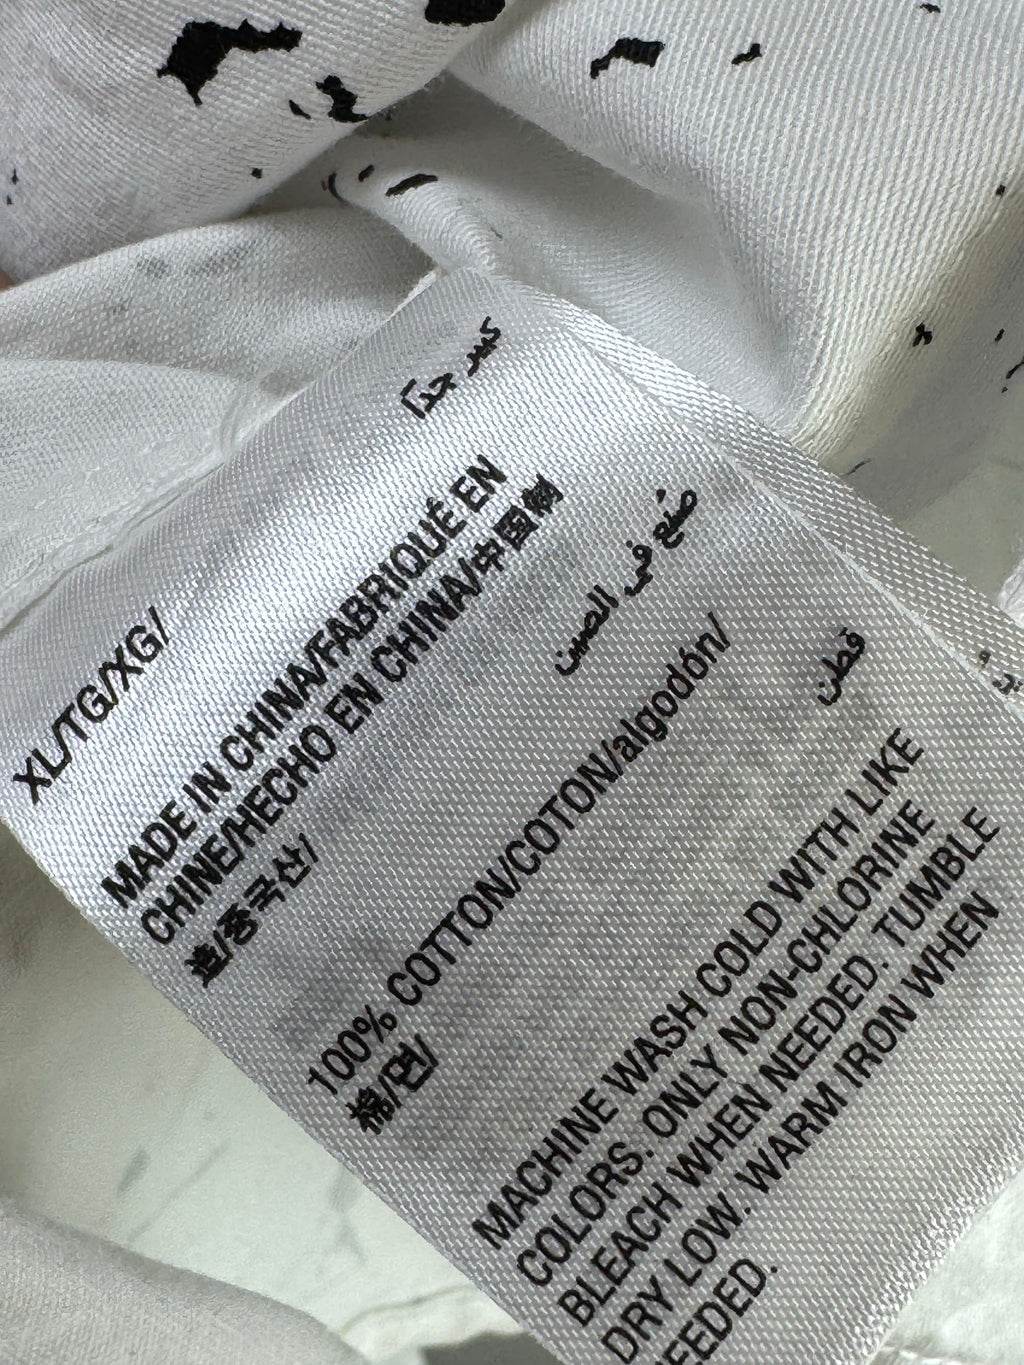 كبير جداً
XL/TG/XG/
MADE IN CHINA/FABRIQUÉ EN
CHINE/HECHO EN CHINA/中国制
造/중국산/
صنع في الصين
100% COTTON/COTON/algodón/
棉/면/
قطن
MACHINE WASH COLD WITH LIKE
COLORS. ONLY NON-CHLORINE
BLEACH WHEN NEEDED. TUMBLE
DRY LOW. WARM IRON WHEN
NEEDED.